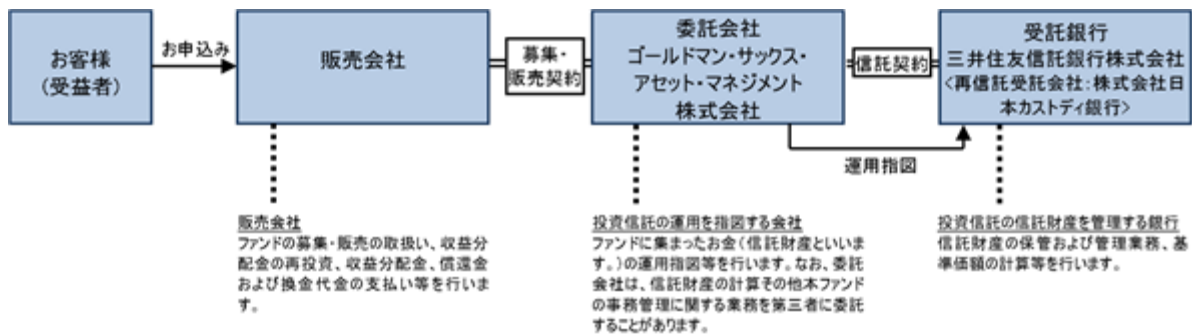 お客様
（受益者）
お申込み
販売会社
募集・
販売契約
委託会社
ゴールドマン・サックス・
アセット・マネジメント
株式会社
信託契約
受託銀行
三井住友信託銀行株式会社
＜再信託受託会社：株式会社日
本カストディ銀行＞
運用指図
販売会社
ファンドの募集・販売の取扱い、収益分
配金の再投資、収益分配金、償還金
および換金代金の支払い等を行いま
す。
投資信託の運用を指図する会社
ファンドに集まったお金（信託財産といいま
す。）の運用指図等を行います。なお、委託
会社は、信託財産の計算その他本ファンド
の事務管理に関する業務を第三者に委託
することがあります。
投資信託の信託財産を管理する銀行
信託財産の保管および管理業務、基
準価額の計算等を行います。